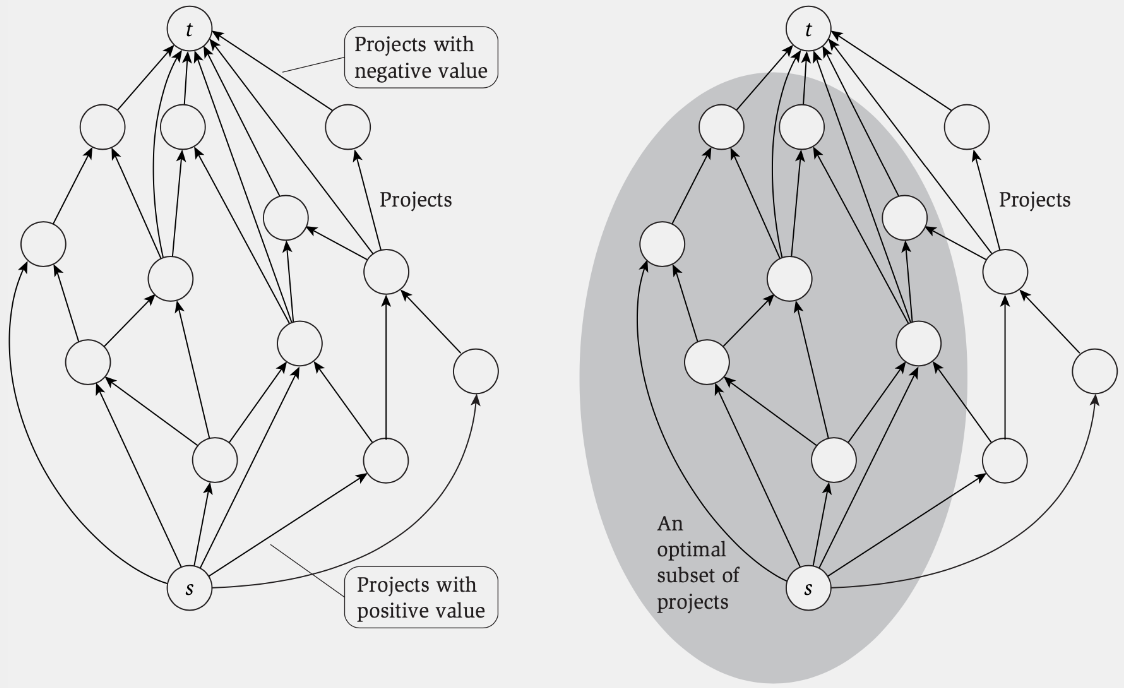 t
Projects with
negative value
Projects
s
Projects with
positive value
t
Projects
An
optimal
subset of
projects
s